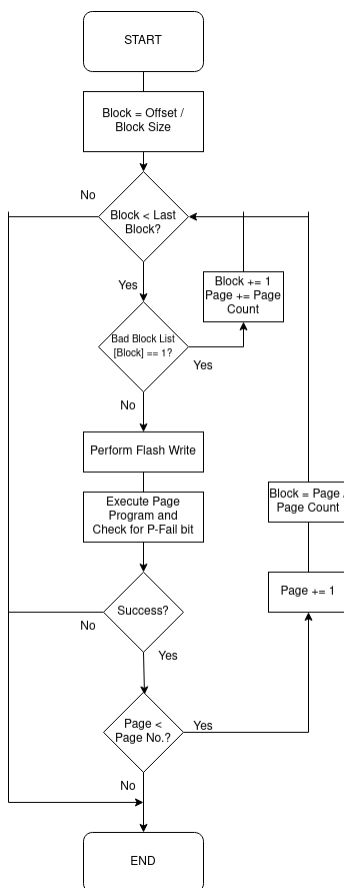 START
Block = Offset /
Block Size
No
Block < Last
Block?
Yes
Block += 1
Page += Page
Count
Bad Block List
[Block] == 1?
Yes
No
Perform Flash Write
Execute Page
Program and
Check for P-Fail bit
Block = Page /
Page Count
Page += 1
Success?
No
Yes
Page <
Page No.?
Yes
No
END